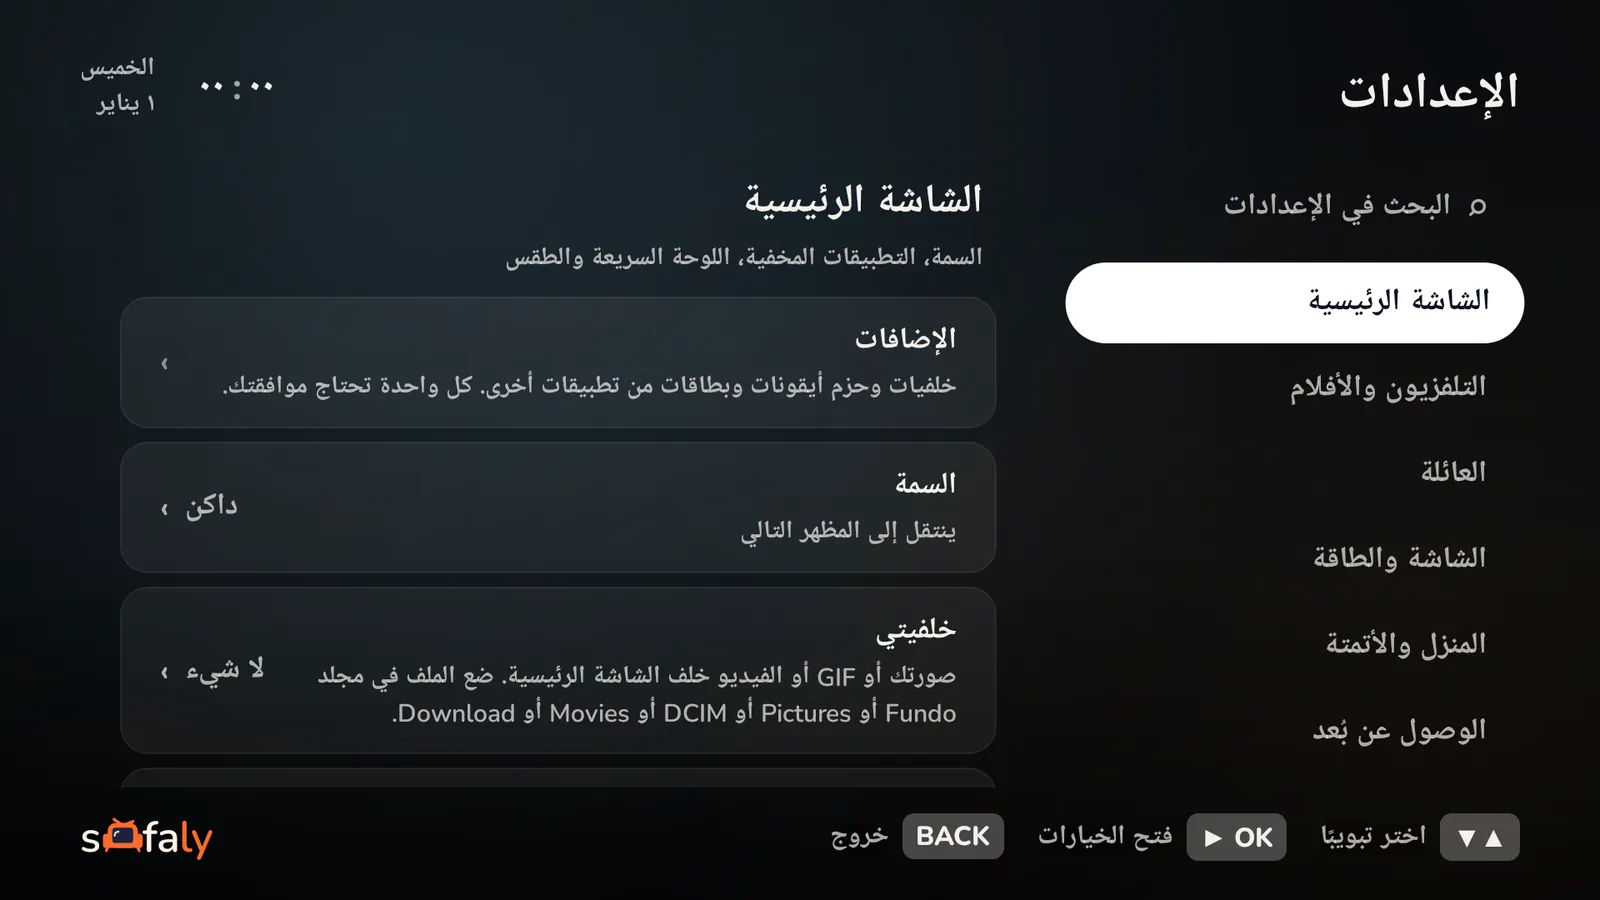 الإعدادات
٠٠:٠٠
الخميس
١ يناير
البحث في الإعدادات
الشاشة الرئيسية
التلفزيون والأفلام
العائلة
الشاشة والطاقة
المنزل والأتمتة
الوصول عن بُعد
الشاشة الرئيسية
السمة، التطبيقات المخفية، اللوحة السريعة والطقس
الإضافات
خلفيات وحزم أيقونات وبطاقات من تطبيقات أخرى. كل واحدة تحتاج موافقتك.
السمة
ينتقل إلى المظهر التالي
داكن
خلفيتي
صورتك أو GIF أو الفيديو خلف الشاشة الرئيسية. ضع الملف في مجلد
Fundo أو Pictures أو DCIM أو Movies أو Download.
لا شيء
▲▼ اختر تبويبًا
OK ► فتح الخيارات
BACK خروج
sofaly